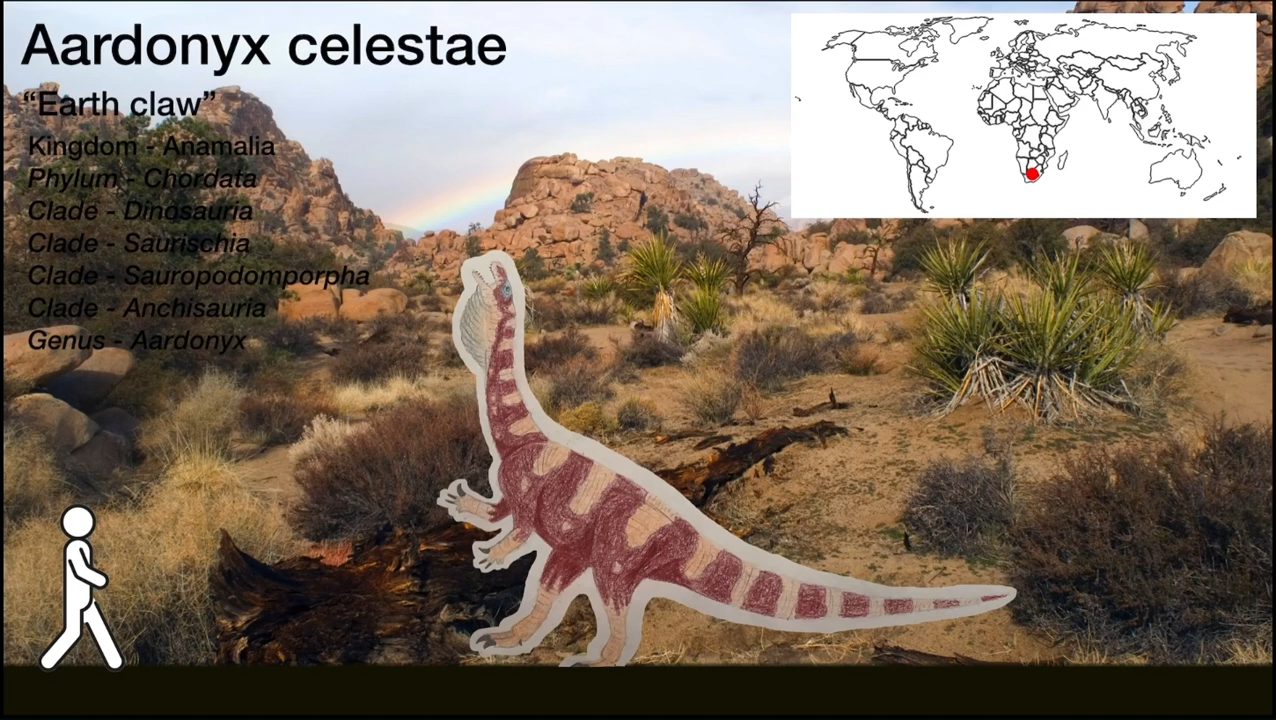 Aardonyx celestae
“Earth claw”
Kingdom - Anamalia
Phylum - Chordata
Clade - Dinosauria
Clade - Saurischia
Clade - Sauropodomporpha
Clade - Anchisauria
Genus - Aardonyx